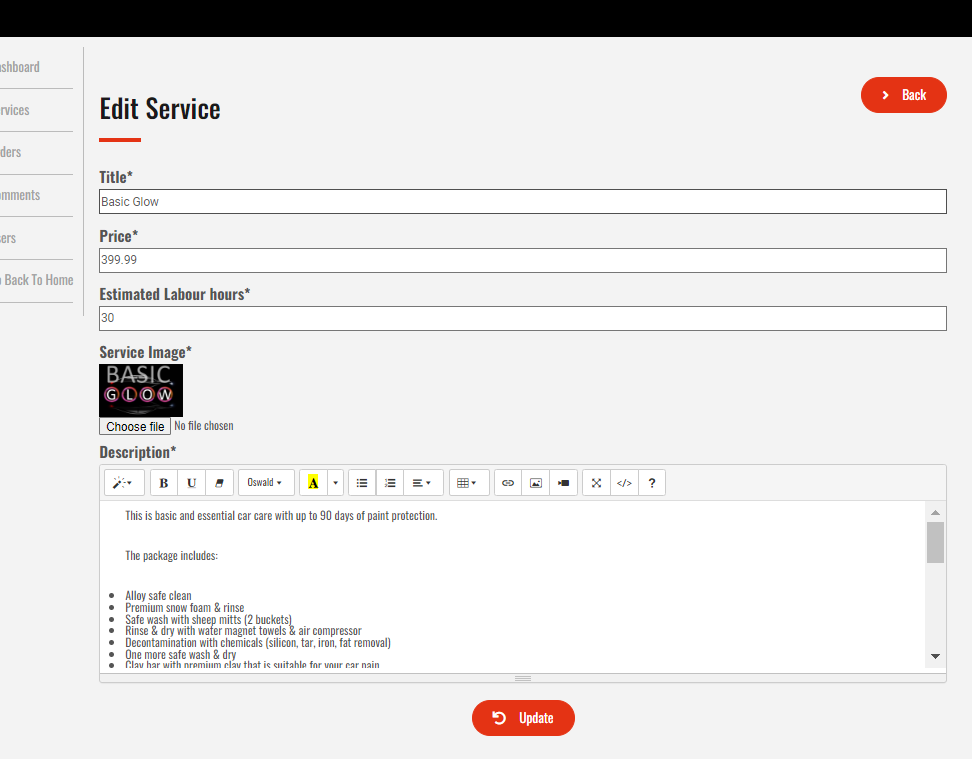 Edit Service
Back
shboard
rvices
ders
omments
ers
Back To Home
Title*
Basic Glow
Price*
399.99
Estimated Labour hours*
30
Service Image*
BASIC
GLOW
Choose file No file chosen
Description*
B U Oswald A </> ?
This is basic and essential car care with up to 90 days of paint protection.
The package includes:
Alloy safe clean
Premium snow foam & rinse
Safe wash with sheep mitts (2 buckets)
Rinse & dry with water magnet towels & air compressor
Decontamination with chemicals (silicon, tar, iron, fat removal)
One more safe wash & dry
Clay bar with premium clay that is suitable for your car pain
Update